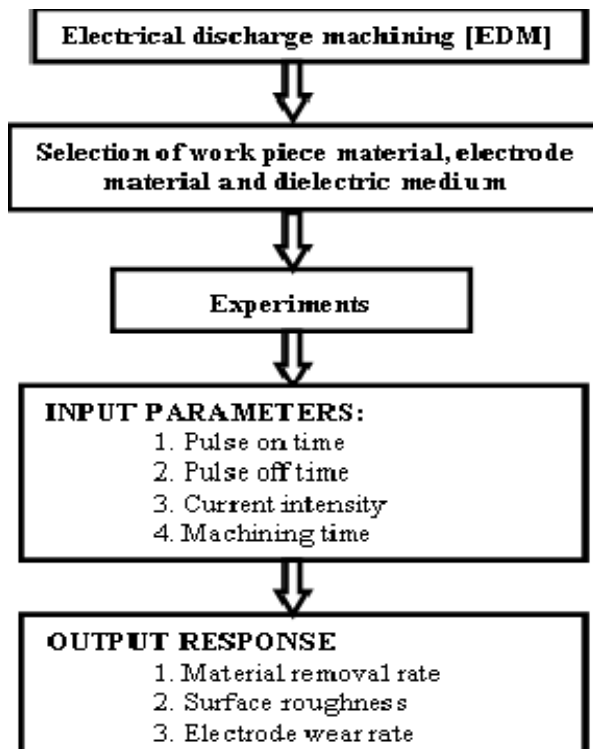 Electrical discharge machining [EDM]
Selection of work piece material, electrode
material and dielectric medium
Experiments
INPUT PARAMETERS:
1. Pulse on time
2. Pulse off time
3. Current intensity
4. Machining time
OUTPUT RESPONSE
1. Material removal rate
2. Surface roughness
3. Electrode wear rate